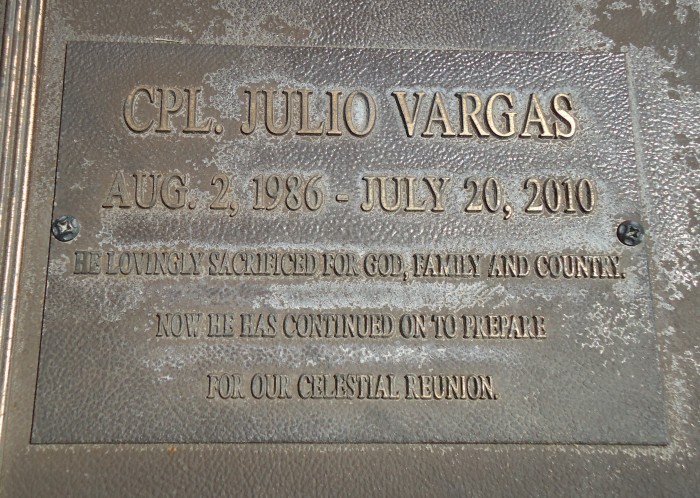 CPL. JULIO VARGAS
AUG. 2, 1986 - JULY 20, 2010
HE LOVINGLY SACRIFICED FOR GOD, FAMILY AND COUNTRY.
NOW HE HAS CONTINUED ON TO PREPARE
FOR OUR CELESTIAL REUNION.